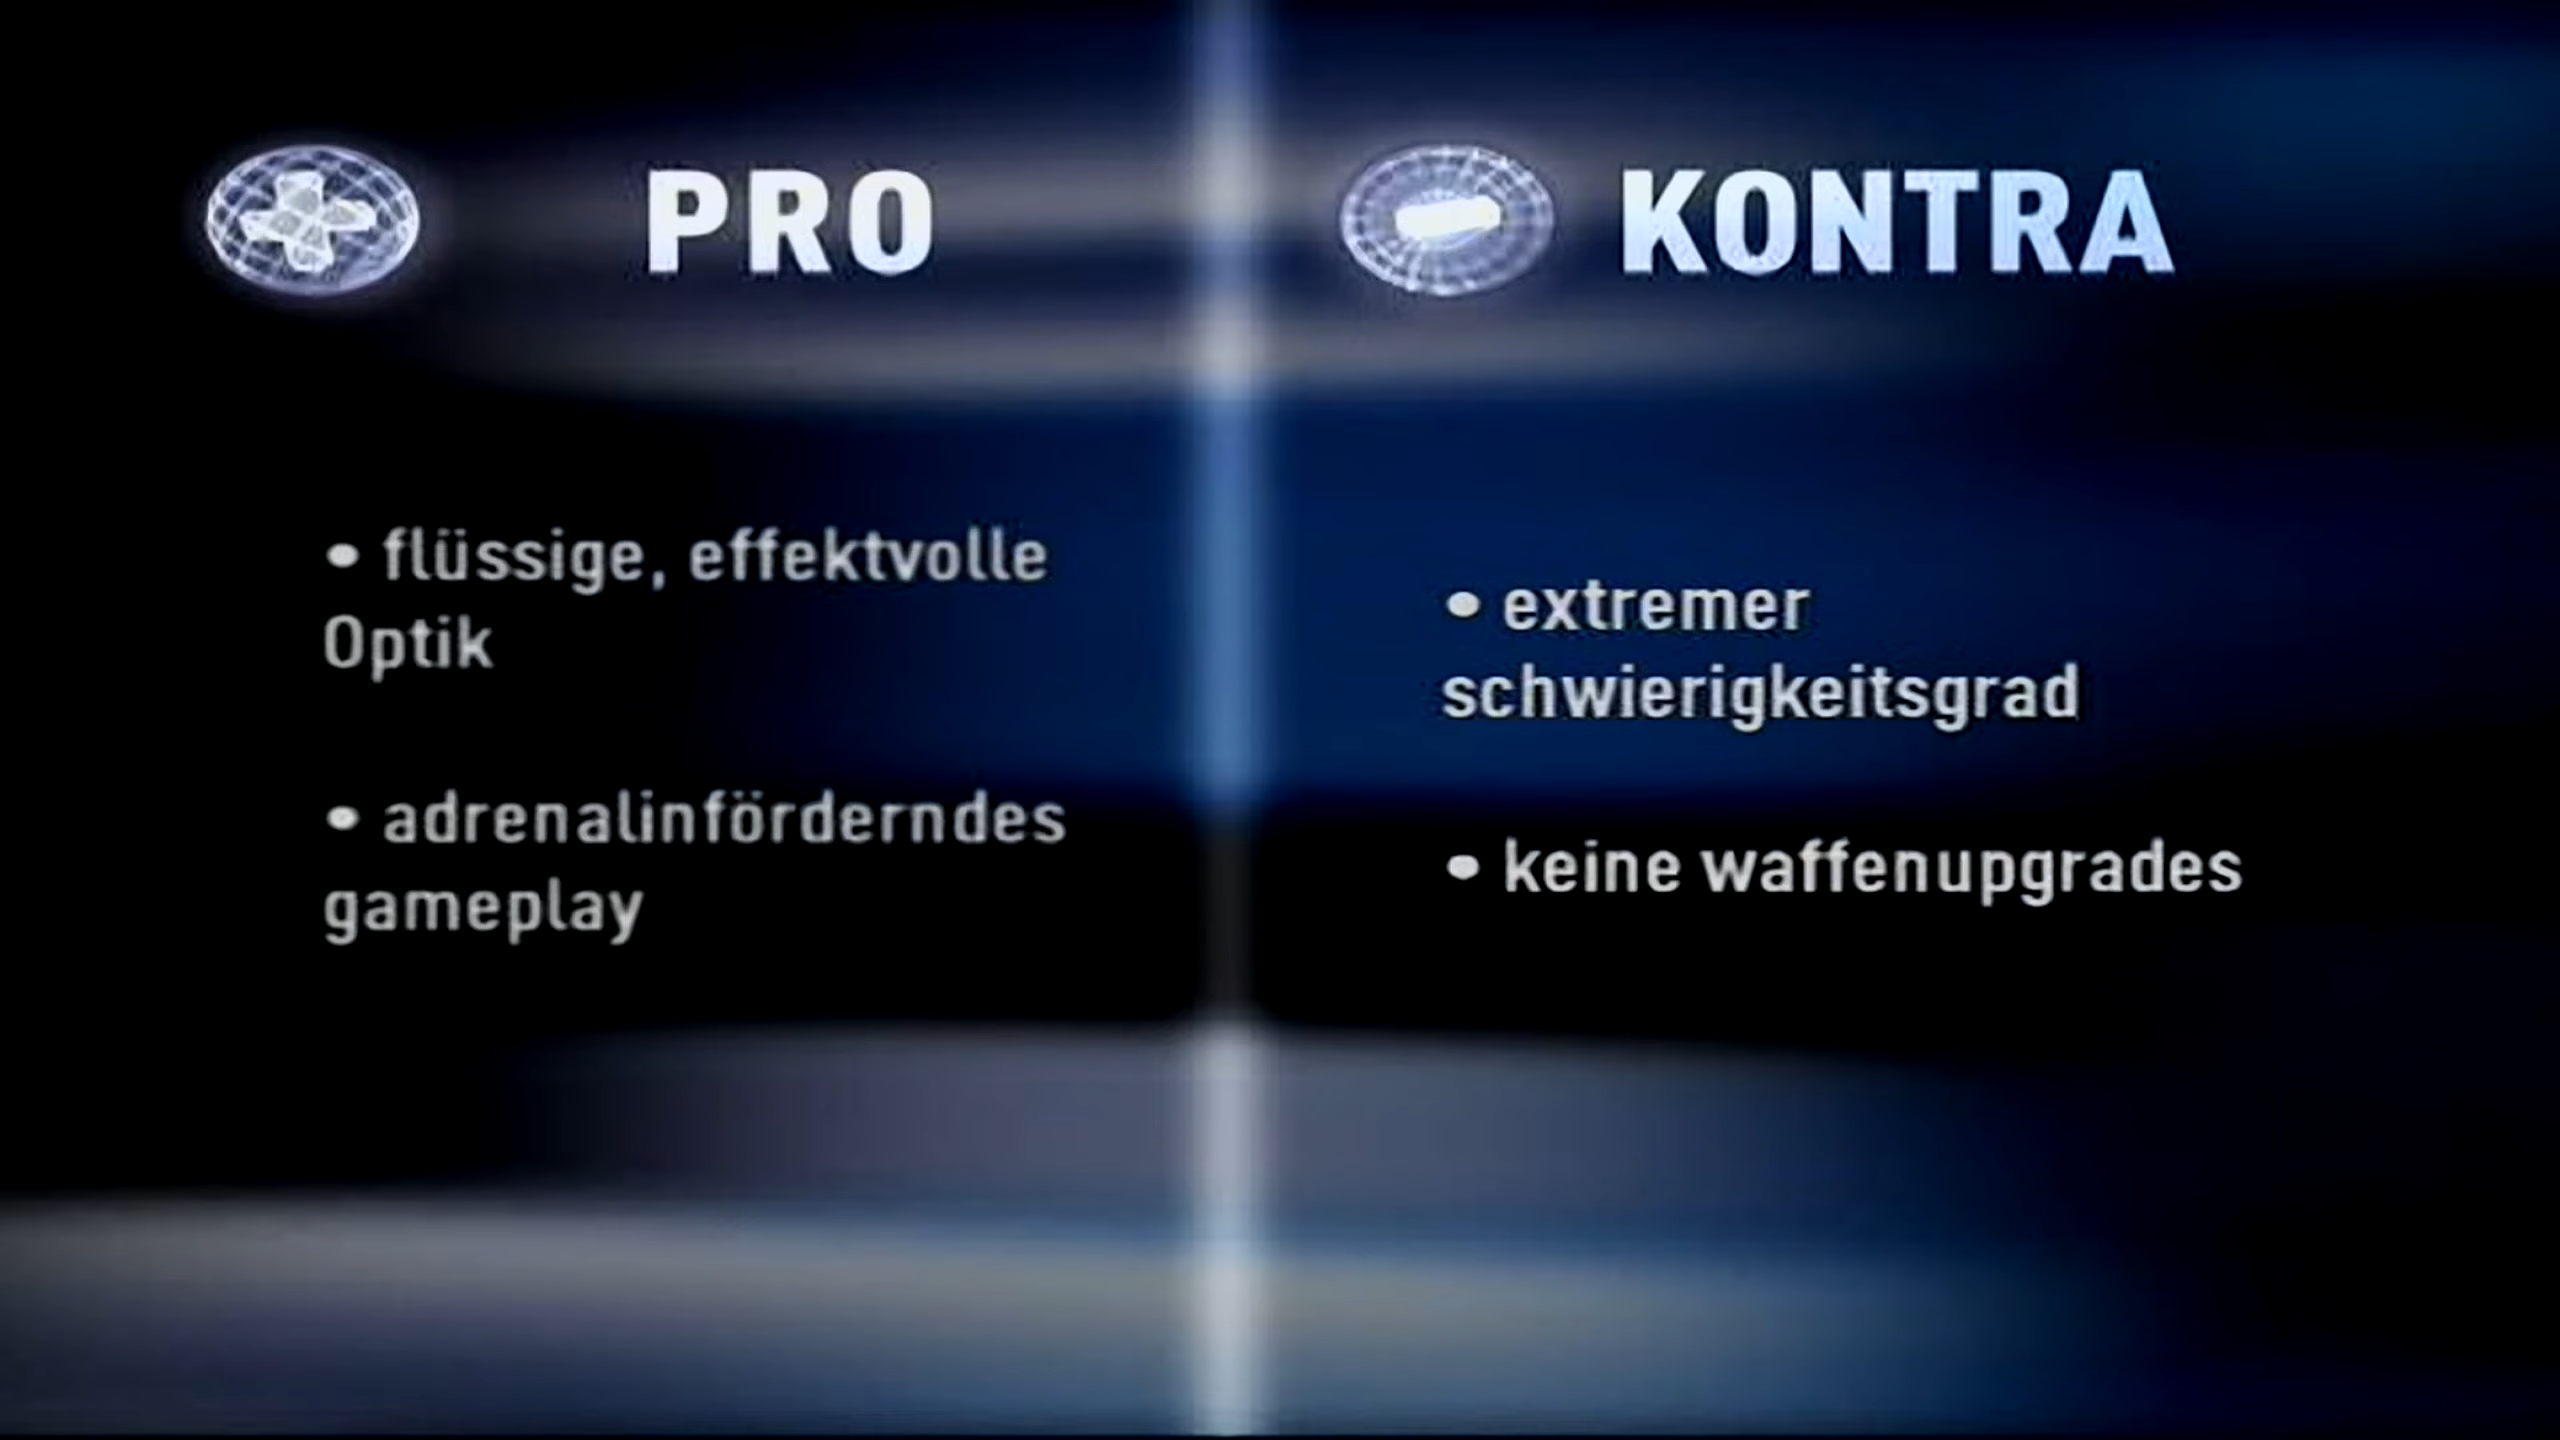 PRO
• flüssige, effektvolle
Optik
• adrenalinförderndes
gameplay
KONTRA
• extremer
schwierigkeitsgrad
• keine waffenupgrades